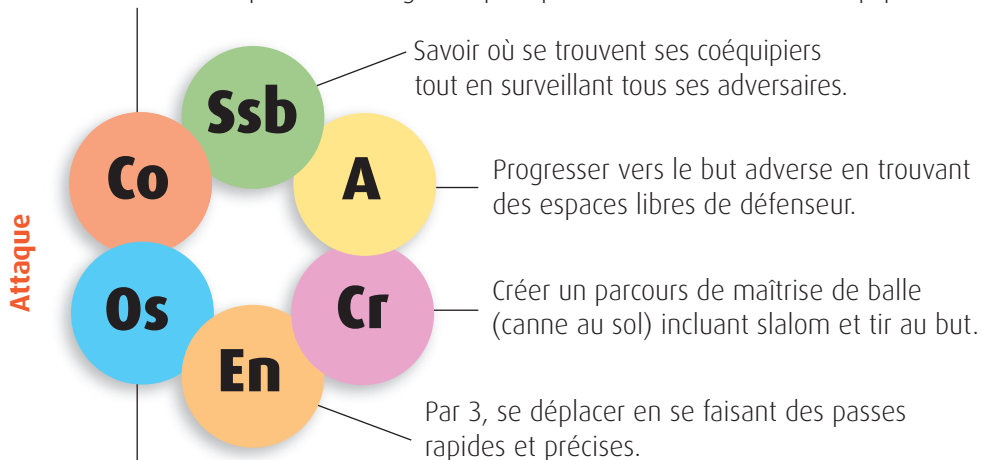 Savoir où se trouvent ses coéquipiers
tout en surveillant tous ses adversaires.
Ssb
Co
A
Progresser vers le but adverse en trouvant
des espaces libres de défenseur.
Attaque
Os
Cr
Créer un parcours de maîtrise de balle
(canne au sol) incluant slalom et tir au but.
En
Par 3, se déplacer en se faisant des passes
rapides et précises.